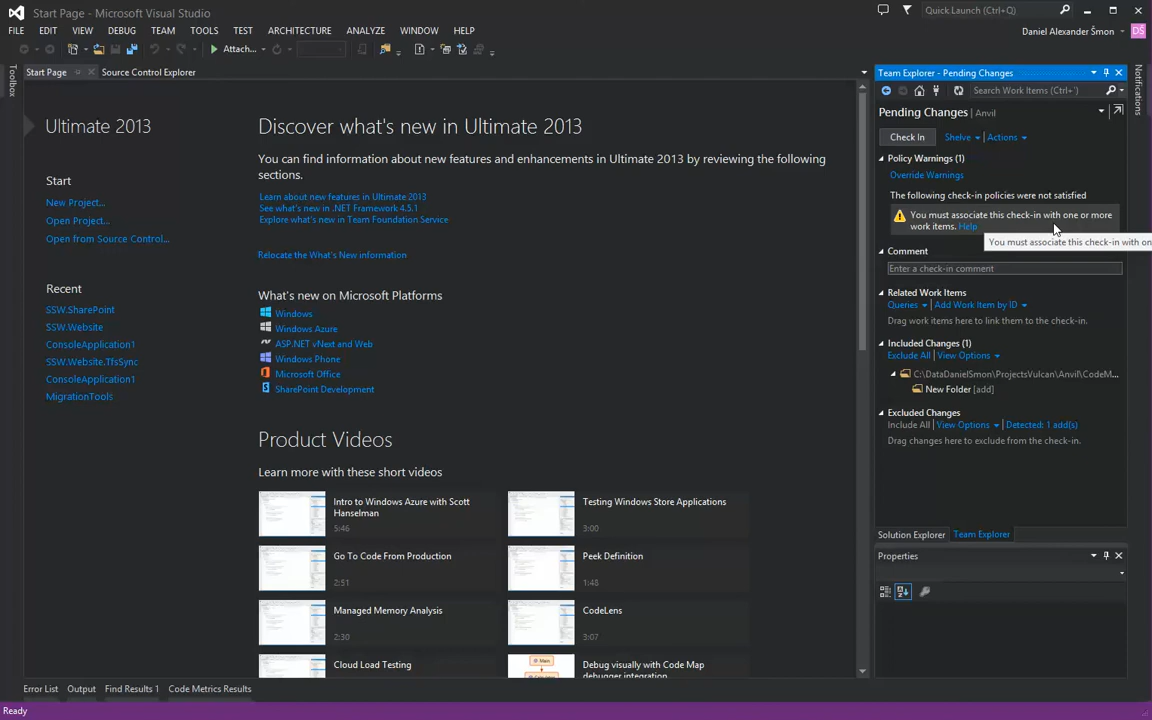 Start Page - Microsoft Visual Studio
Quick Launch (Ctrl+Q)
FILE EDIT VIEW DEBUG TEAM TOOLS TEST ARCHITECTURE ANALYZE WINDOW HELP
Daniel Alexander Šmon DŠ
Attach...
Toolbox
Start Page
Source Control Explorer
Ultimate 2013
Start
New Project...
Open Project...
Open from Source Control...
Recent
SSW.SharePoint
SSW.Website
ConsoleApplication1
SSW.Website.TfsSync
ConsoleApplication1
MigrationTools
Discover what's new in Ultimate 2013
You can find information about new features and enhancements in Ultimate 2013 by reviewing the following
sections.
Learn about new features in Ultimate 2013
See what's new in .NET Framework 4.5.1
Explore what's new in Team Foundation Service
Relocate the What's New information
What's new on Microsoft Platforms
Windows
Windows Azure
ASP.NET vNext and Web
Windows Phone
Microsoft Office
SharePoint Development
Product Videos
Learn more with these short videos
Intro to Windows Azure with Scott
Hanselman
5:46
Testing Windows Store Applications
3:00
Go To Code From Production
2:51
Peek Definition
1:45
Managed Memory Analysis
2:30
CodeLens
3:07
Cloud Load Testing
Debug visually with Code Map
debugger integration
Team Explorer - Pending Changes
Search Work Items (Ctrl+')
Pending Changes | Anvil
Check In
Shelve
Actions
Policy Warnings (1)
Override Warnings
The following check-in policies were not satisfied
You must associate this check-in with one or more
work items. Help
You must associate this check-in with on
Comment
Enter a check-in comment
Related Work Items
Queries
Add Work Item by ID
Drag work items here to link them to the check-in.
Included Changes (1)
Exclude All
View Options
C:\DataDanielSmon\ProjectsVulcan\Anvil\CodeM...
New Folder [add]
Excluded Changes
Include All
View Options
Detected: 1 add(s)
Drag changes here to exclude from the check-in.
Solution Explorer
Team Explorer
Properties
Notifications
Error List
Output
Find Results 1
Code Metrics Results
Ready